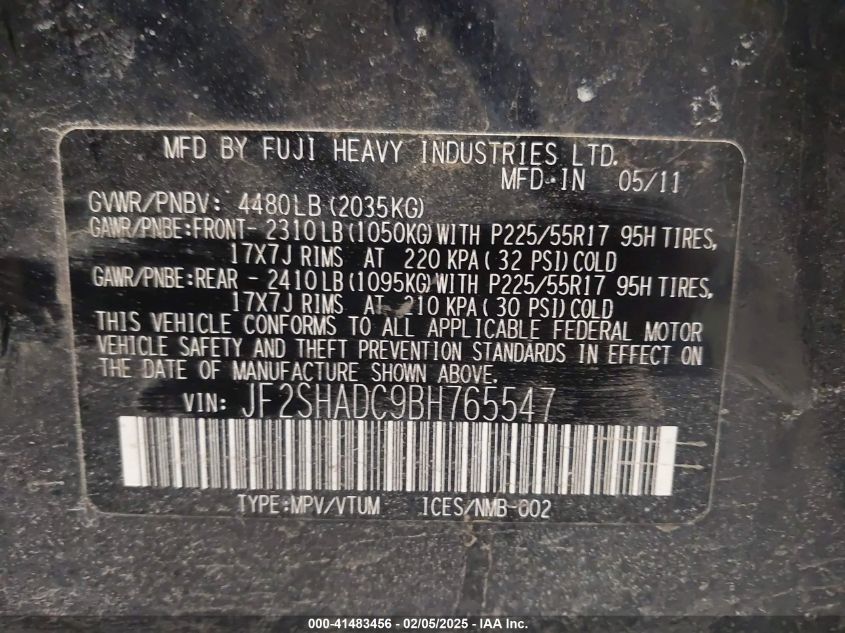 MFD BY FUJI HEAVY INDUSTRIES LTD.
MFD·IN 05/11
GVWR/PNBV: 4480LB(2035KG)
GAWR/PNBE:FRONT- 2310LB(1050KG)WITH P225/55R17 95H TIRES,
17X7J RIMS AT 220 KPA( 32 PSI)COLD
GAWR/PNBE:REAR - 2410LB(1095KG)WITH P225/55R17 95H TIRES,
17X7J RIMS AT 210 KPA( 30 PSI)COLD
THIS VEHICLE CONFORMS TO ALL APPLICABLE FEDERAL MOTOR
VEHICLE SAFETY AND THEFT PREVENTION STANDARDS IN EFFECT ON
THE DATE OF MANUFACTURE SHOWN ABOVE.
VIN: JF2SHADC9BH765547
TYPE:MPV/VTUM ICES/NMB-002
000-41483456 - 02/05/2025 - IAA Inc.